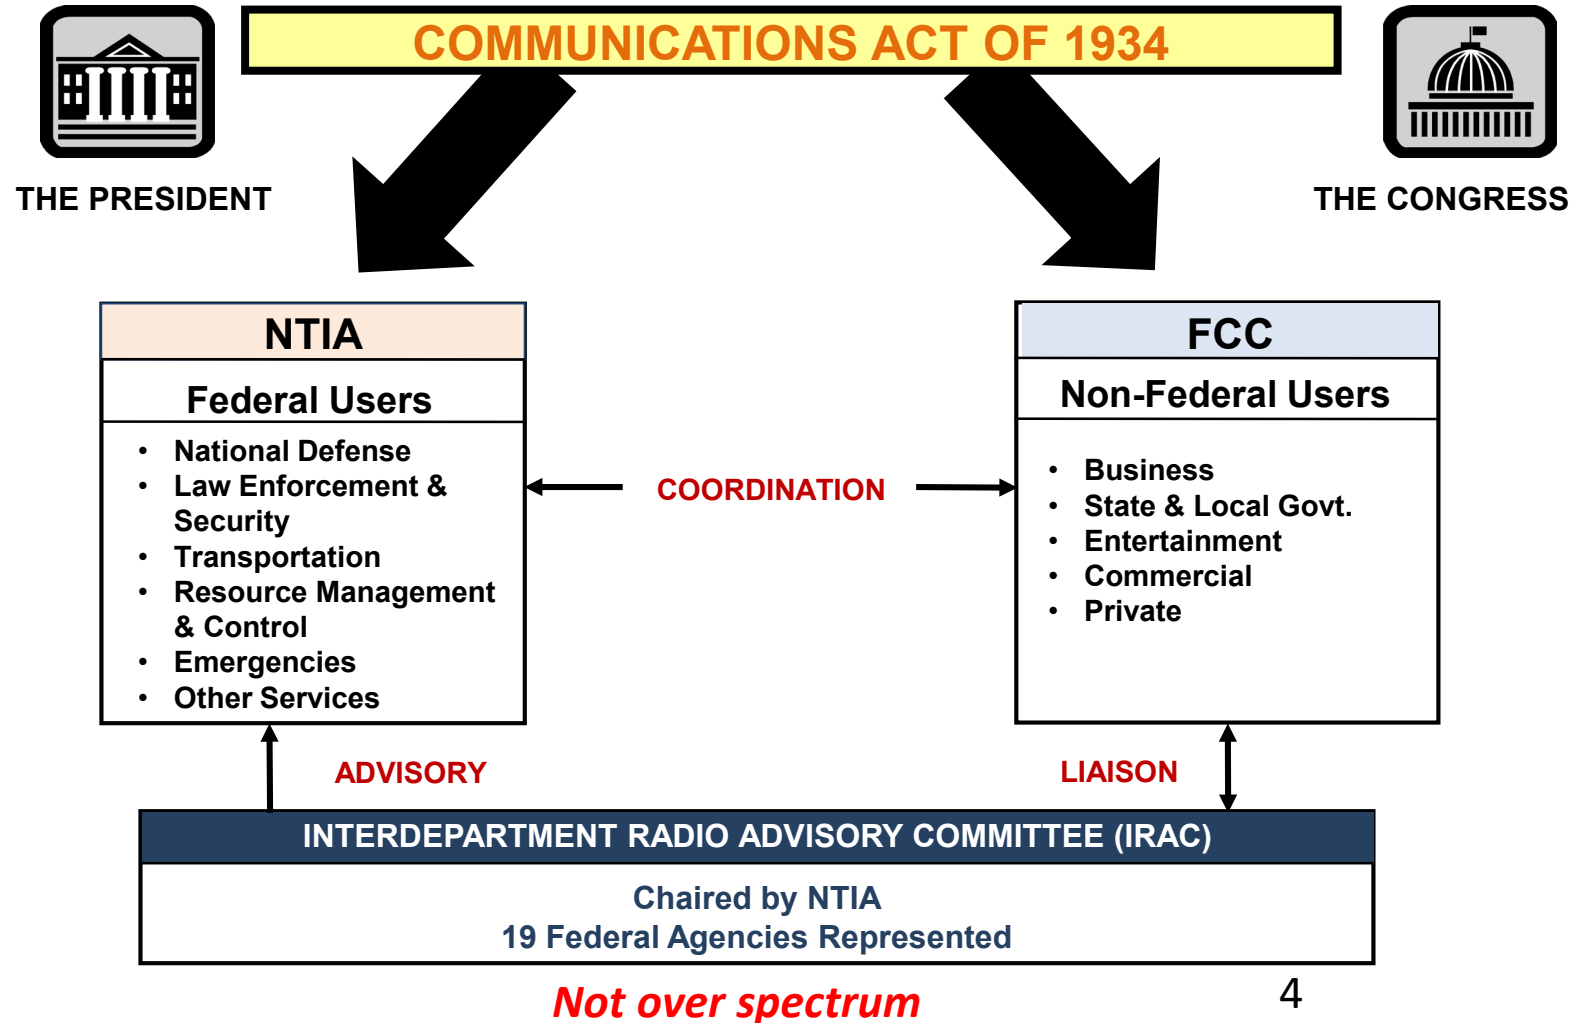 COMMUNICATIONS ACT OF 1934
THE PRESIDENT
THE CONGRESS
NTIA
Federal Users
• National Defense
• Law Enforcement &
Security
• Transportation
• Resource Management
& Control
• Emergencies
• Other Services
COORDINATION
FCC
Non-Federal Users
• Business
• State & Local Govt.
• Entertainment
• Commercial
• Private
ADVISORY
LIAISON
INTERDEPARTMENT RADIO ADVISORY COMMITTEE (IRAC)
Chaired by NTIA
19 Federal Agencies Represented
Not over spectrum
4